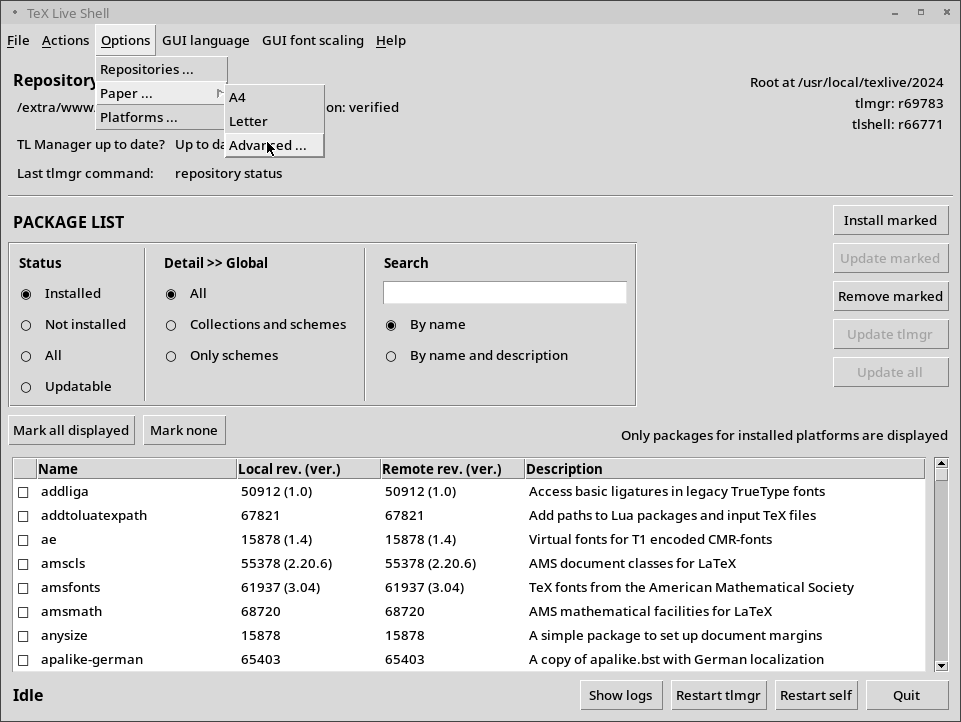 TeX Live Shell
File Actions Options GUI language GUI font scaling Help
Repositories ...
Paper ...
Platforms ...
A4
Letter
Advanced ...
Repository
/extra/www. on: verified
TL Manager up to date? Up to da
Last tlmgr command: repository status
Root at /usr/local/texlive/2024
tlmgr: r69783
tlshell: r66771
PACKAGE LIST
Status
Installed
Not installed
All
Updatable
Detail >> Global
All
Collections and schemes
Only schemes
Search
By name
By name and description
Install marked
Update marked
Remove marked
Update tlmgr
Update all
Mark all displayed Mark none
Only packages for installed platforms are displayed
Name Local rev. (ver.) Remote rev. (ver.) Description
addliga 50912 (1.0) 50912 (1.0) Access basic ligatures in legacy TrueType fonts
addtoluatexpath 67821 67821 Add paths to Lua packages and input TeX files
ae 15878 (1.4) 15878 (1.4) Virtual fonts for T1 encoded CMR-fonts
amscls 55378 (2.20.6) 55378 (2.20.6) AMS document classes for LaTeX
amsfonts 61937 (3.04) 61937 (3.04) TeX fonts from the American Mathematical Society
amsmath 68720 68720 AMS mathematical facilities for LaTeX
anysize 15878 15878 A simple package to set up document margins
apalike-german 65403 65403 A copy of apalike.bst with German localization
Idle
Show logs Restart tlmgr Restart self Quit